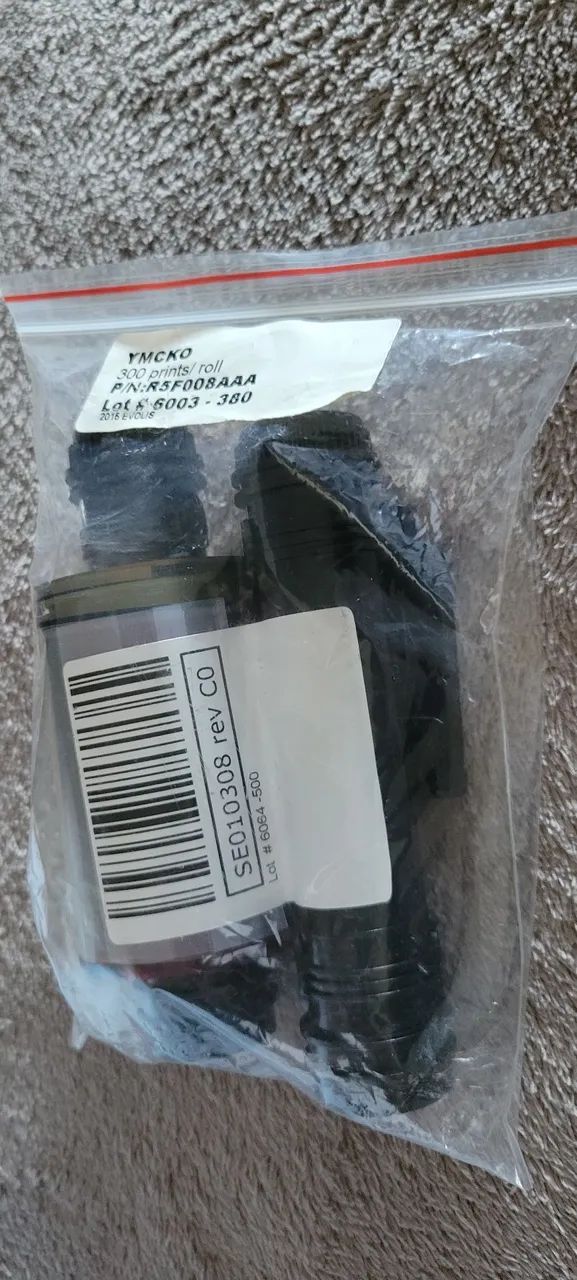 YMCKO
300 prints/ roll
P/N:R5F008AAA
Lot # 6003 - 380
2015 EVOLIS
SE010308 rev C0
Lot # 6064 -500